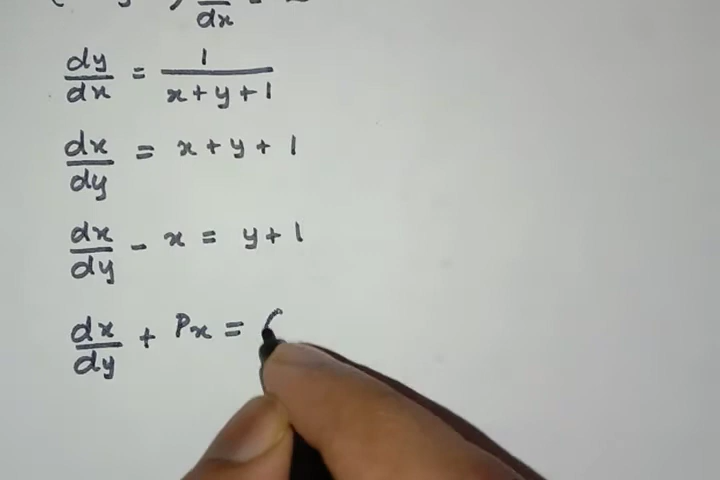 dy/dx = 1/(x+y+1)
dx/dy = x+y+1
dx/dy - x = y+1
dx/dy + Px =